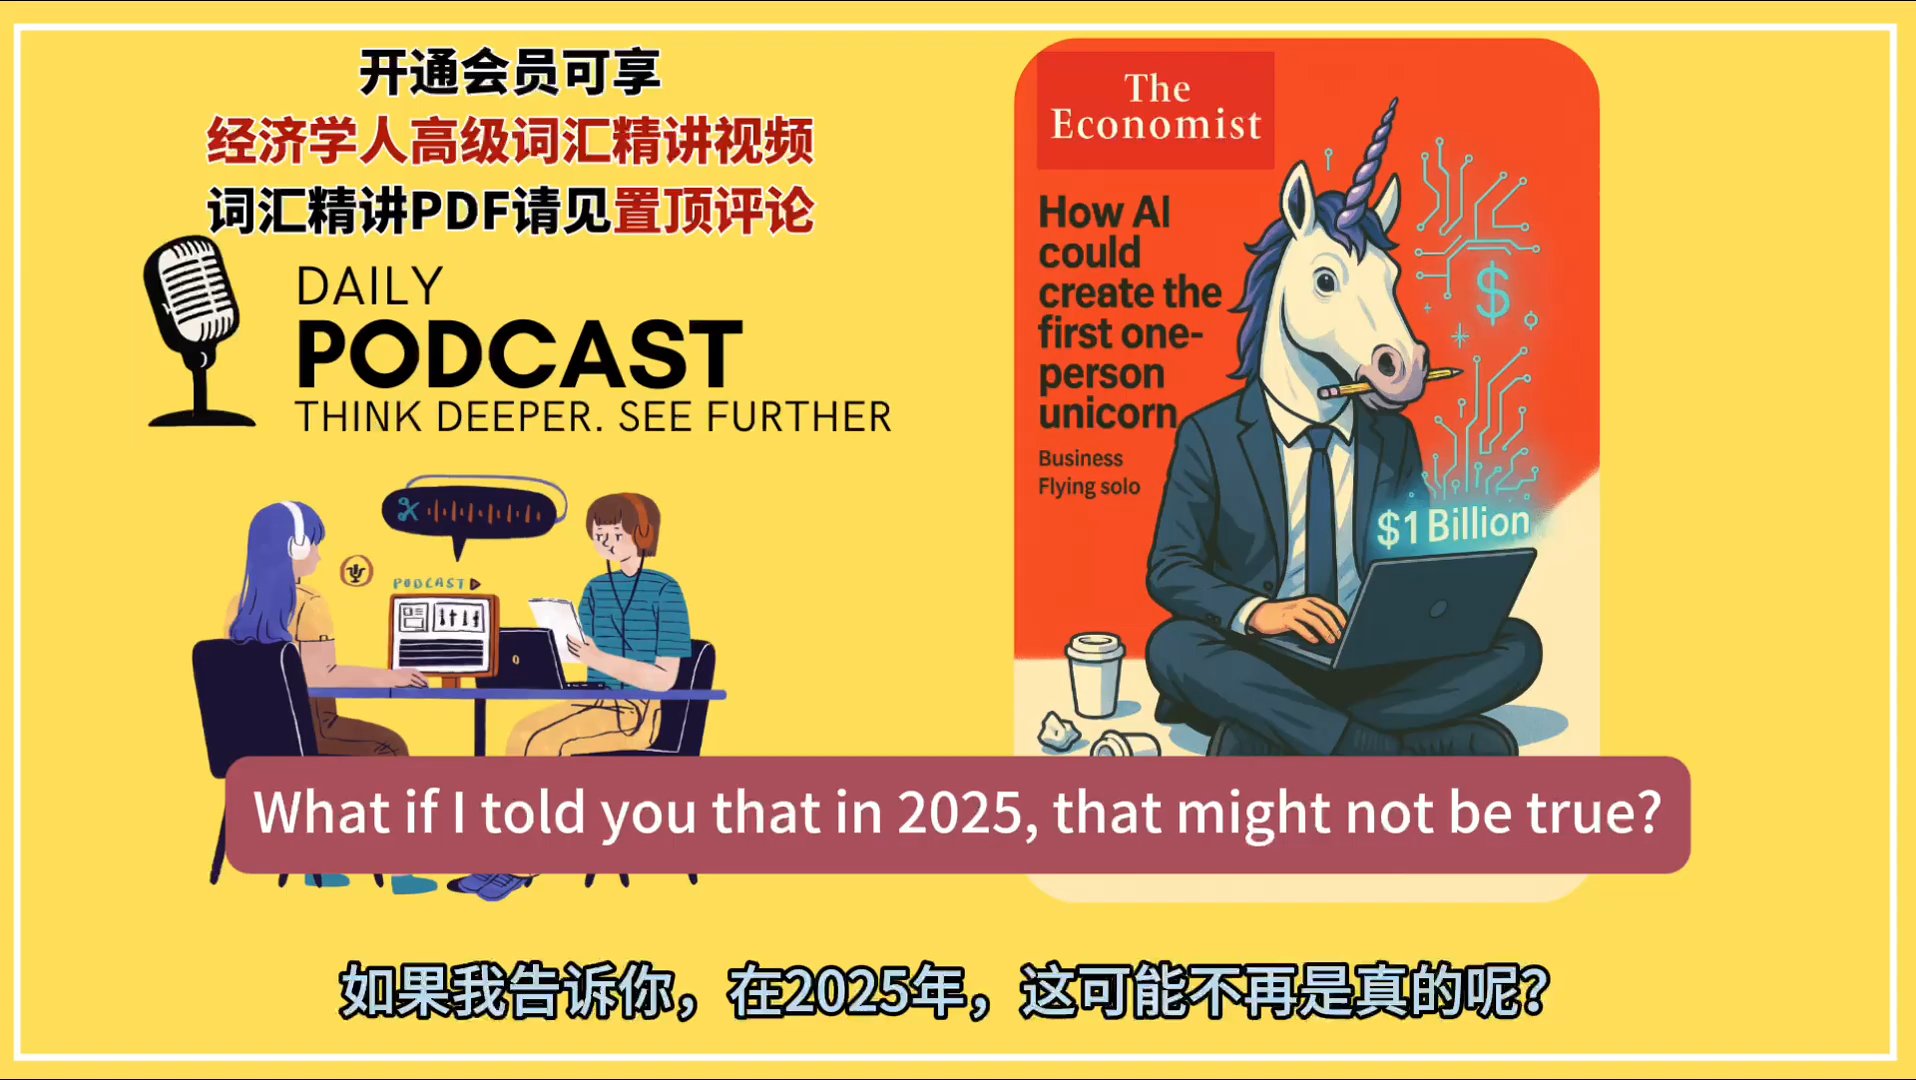 开通会员可享
经济学人高级词汇精讲视频
词汇精讲PDF请见置顶评论
DAILY
PODCAST
THINK DEEPER. SEE FURTHER
PODCAST
The
Economist
How AI
could
create the
first one-
person
unicorn
Business
Flying solo
$
$1 Billion
What if I told you that in 2025, that might not be true?
如果我告诉你，在2025年，这可能不再是真的呢？